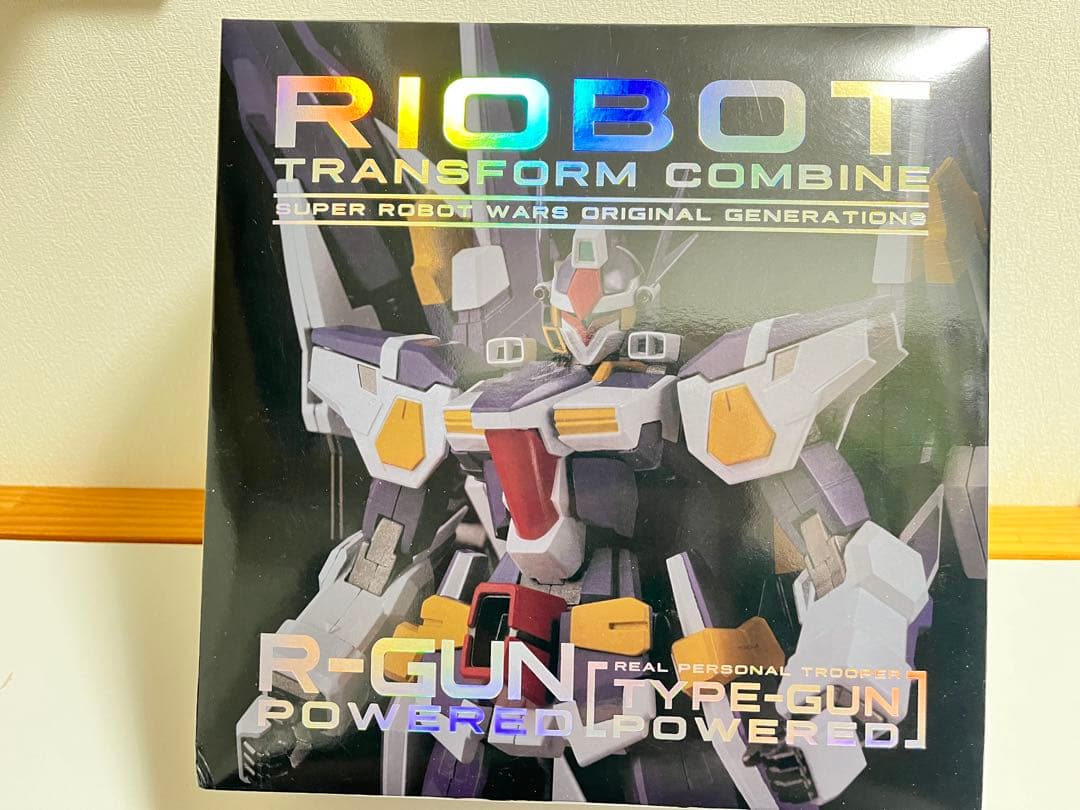 RIOBOT
TRANSFORM COMBINE
SUPER ROBOT WARS ORIGINAL GENERATIONS
R-GUN
POWERED
[REAL PERSONAL TROOPER
TYPE-GUN
POWERED]